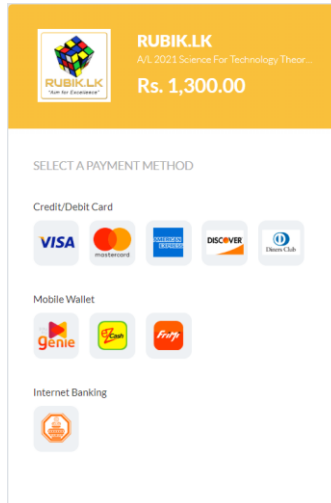 RUBIK.LK
A/L 2021 Science For Technology Theor...
Rs. 1,300.00
RUBIK.LK
"Aim for Excellence"
SELECT A PAYMENT METHOD
Credit/Debit Card
VISA
mastercard
AMERICAN EXPRESS
DISCOVER
Diners Club
Mobile Wallet
genie
eZ Cash
FriMi
Internet Banking